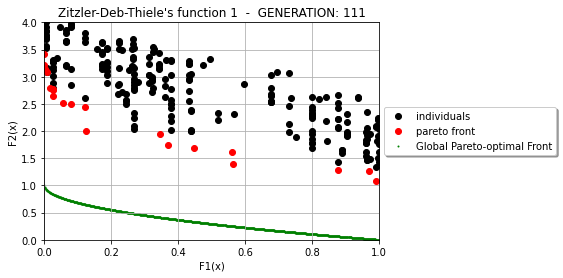 Zitzler-Deb-Thiele's function 1 - GENERATION: 111
4.0
3.5
3.0
2.5
2.0
1.5
1.0
0.5
0.0
F2(x)
0.0 0.2 0.4 0.6 0.8 1.0
F1(x)
individuals
pareto front
Global Pareto-optimal Front